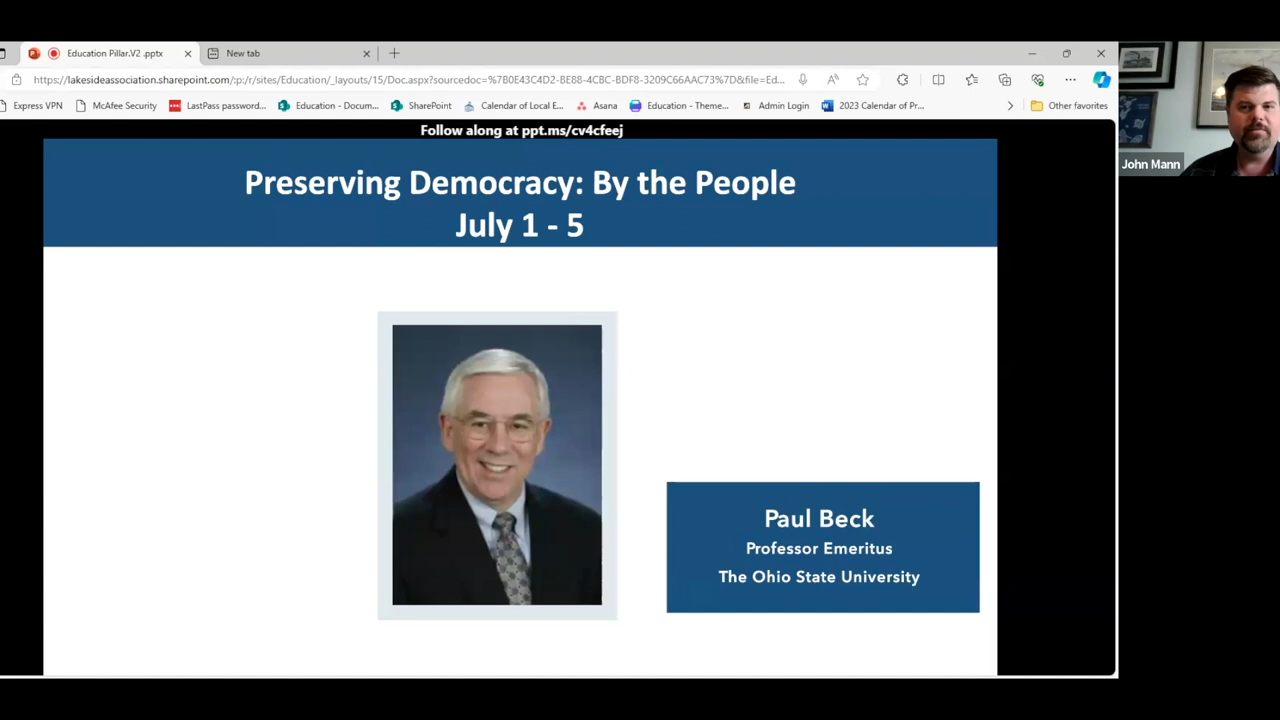 Education Pillar.V2 .pptx
New tab
https://lakesideassociation.sharepoint.com/:p:/r/sites/Education/_layouts/15/Doc.aspx?sourcedoc=%7B0E43C4D2-BE88-4CBC-BDF8-3209C66AAC73%7D&file=Ed...
Express VPN
McAfee Security
LastPass password...
Education - Docum...
SharePoint
Calendar of Local E...
Asana
Education - Theme...
Admin Login
2023 Calendar of Pr...
Other favorites
Follow along at ppt.ms/cv4cfeej
Preserving Democracy: By the People
July 1 - 5
Paul Beck
Professor Emeritus
The Ohio State University
John Mann